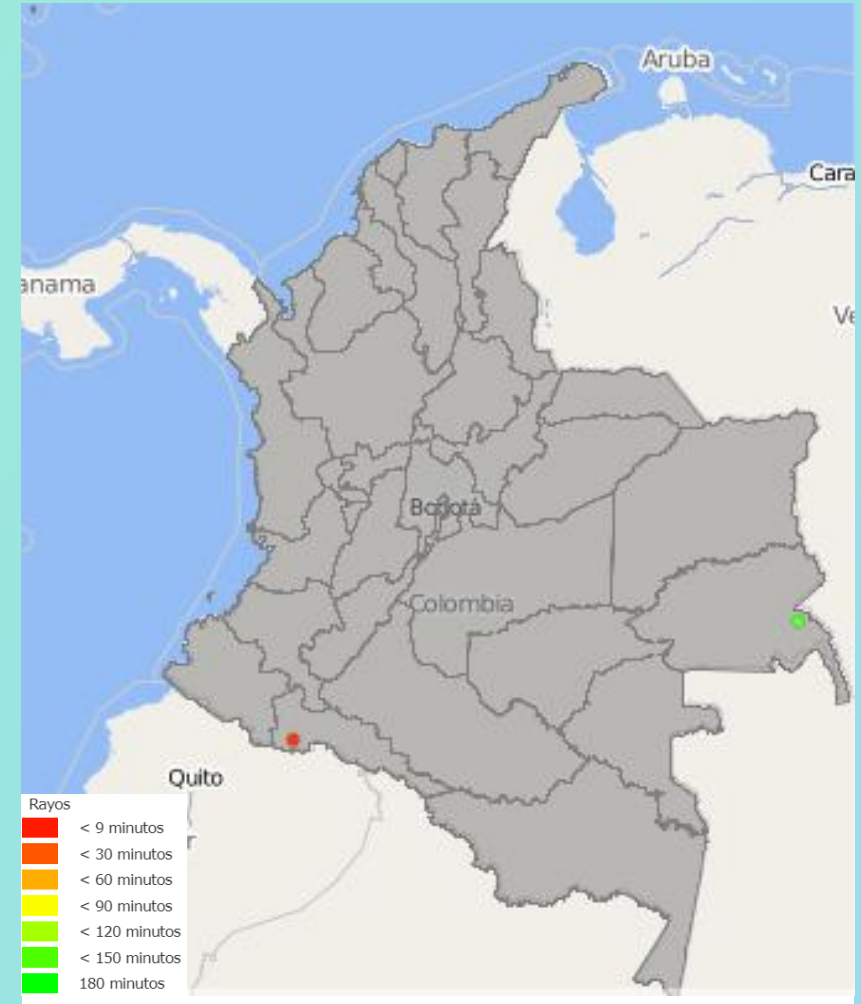 Aruba
Cara
anama
Ve
Bogotá
Colombia
Quito
r
Rayos
< 9 minutos
< 30 minutos
< 60 minutos
< 90 minutos
< 120 minutos
< 150 minutos
180 minutos